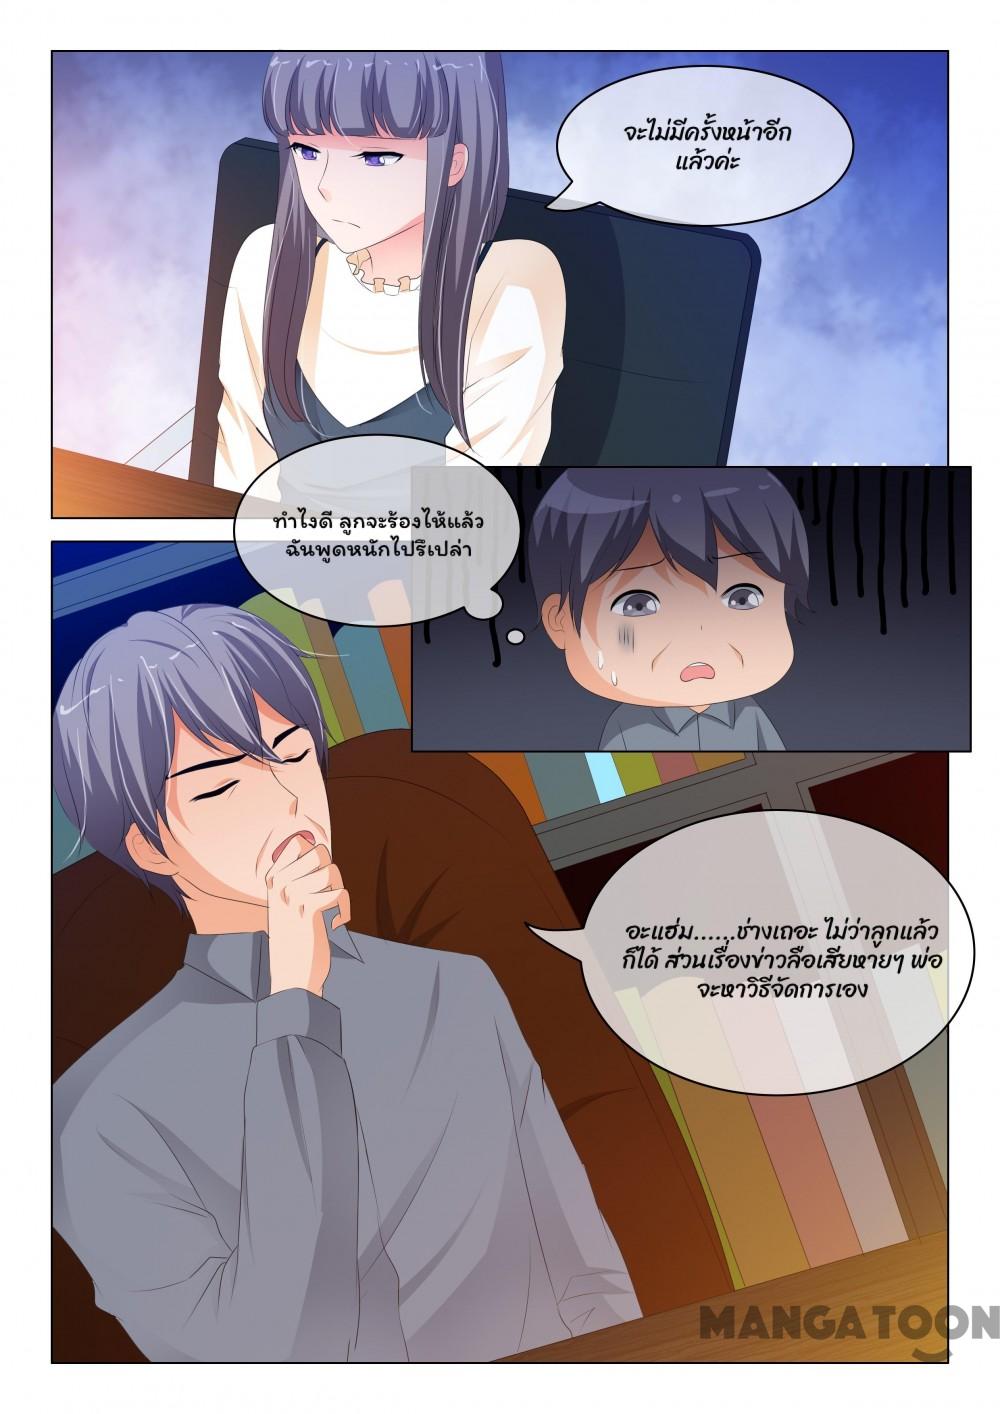 จะไม่มีครั้งหน้าอีก
แล้วค่ะ
ทำไงดี ลูกจะร้องไห้แล้ว
ฉันพูดหนักไปรึเปล่า
อะแฮ่ม......ช่างเถอะ ไม่ว่าลูกแล้ว
ก็ได้ ส่วนเรื่องข่าวลือเสียหายๆ พ่อ
จะหาวิธีจัดการเอง
MANGATOON